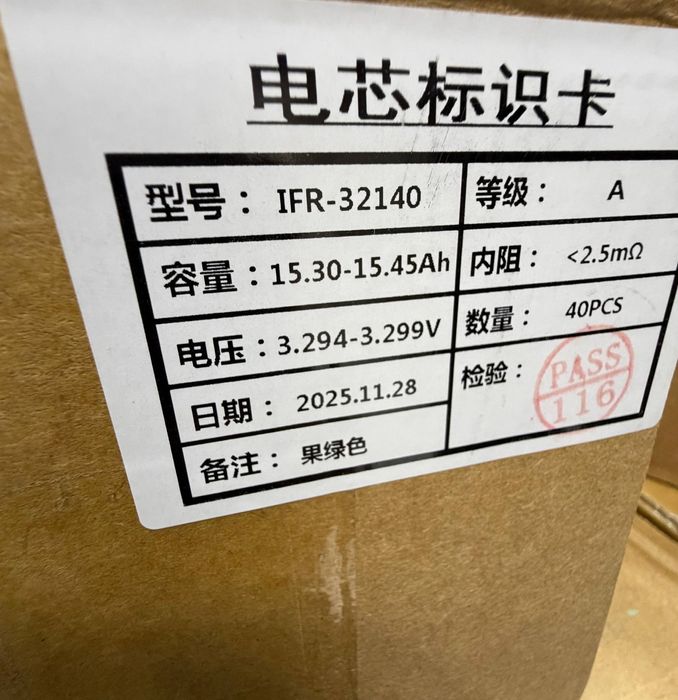 电芯标识卡
型号： IFR-32140 等级： A
容量：15.30-15.45Ah 内阻： <2.5mΩ
电压：3.294-3.299V 数量： 40PCS
日期： 2025.11.28 检验： PASS 116
备注： 果绿色